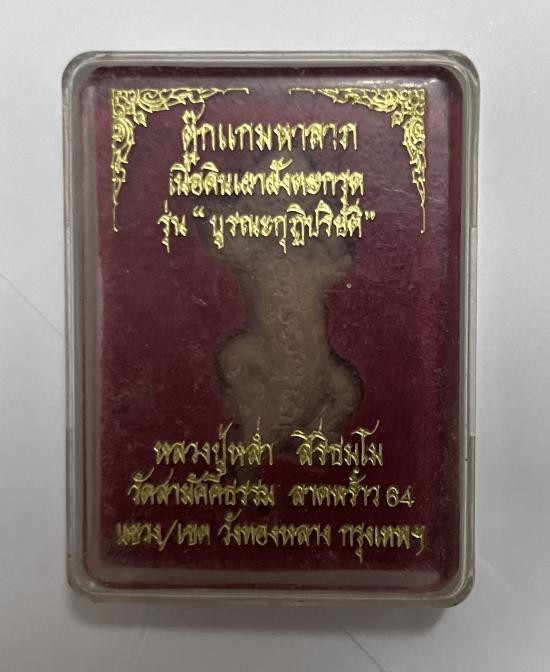 ตุ๊กแกมหาลาภ
เนื้อดินเผาฝังตะกรุด
รุ่น “ บูรณะกุฏิปริยัติ”
หลวงปู่หล่ำ สิริธมฺโม
วัดสามัคคีธรรม ลาดพร้าว 64
แขวง/เขต วังทองหลาง กรุงเทพฯ